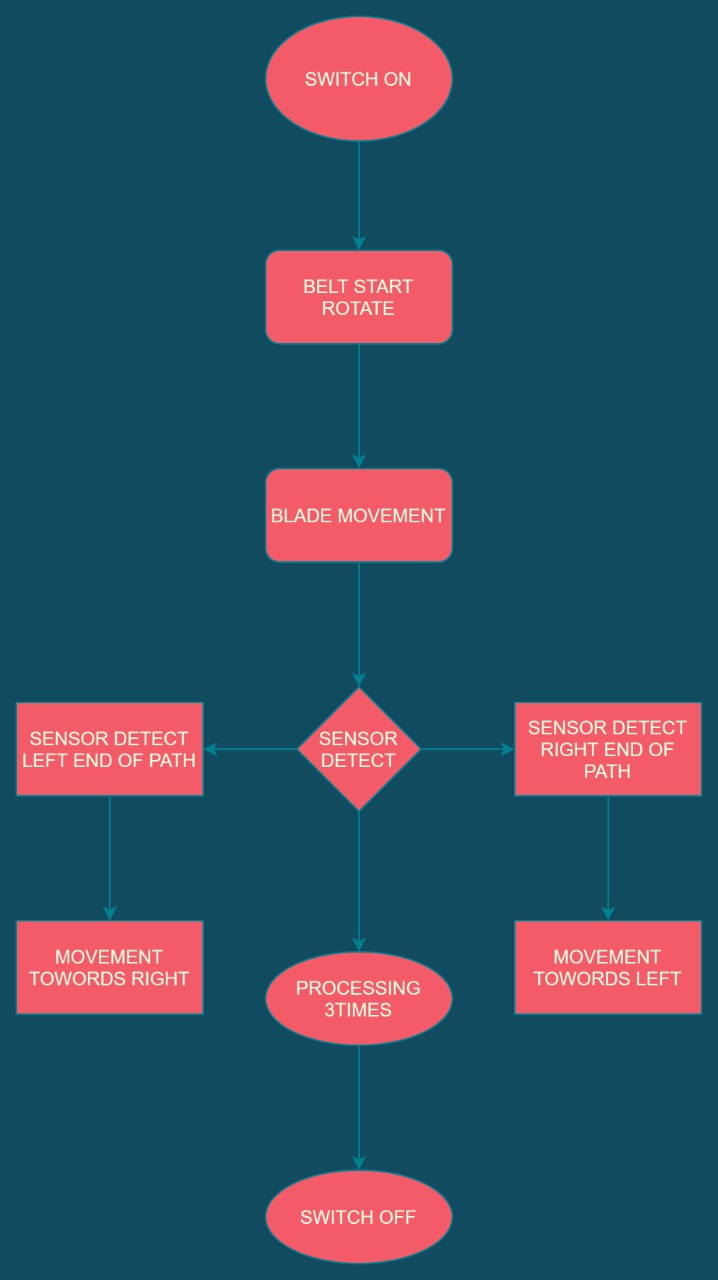 SWITCH ON
BELT START
ROTATE
BLADE MOVEMENT
SENSOR DETECT
LEFT END OF PATH
SENSOR
DETECT
SENSOR DETECT
RIGHT END OF
PATH
MOVEMENT
TOWORDS RIGHT
PROCESSING
3TIMES
MOVEMENT
TOWORDS LEFT
SWITCH OFF